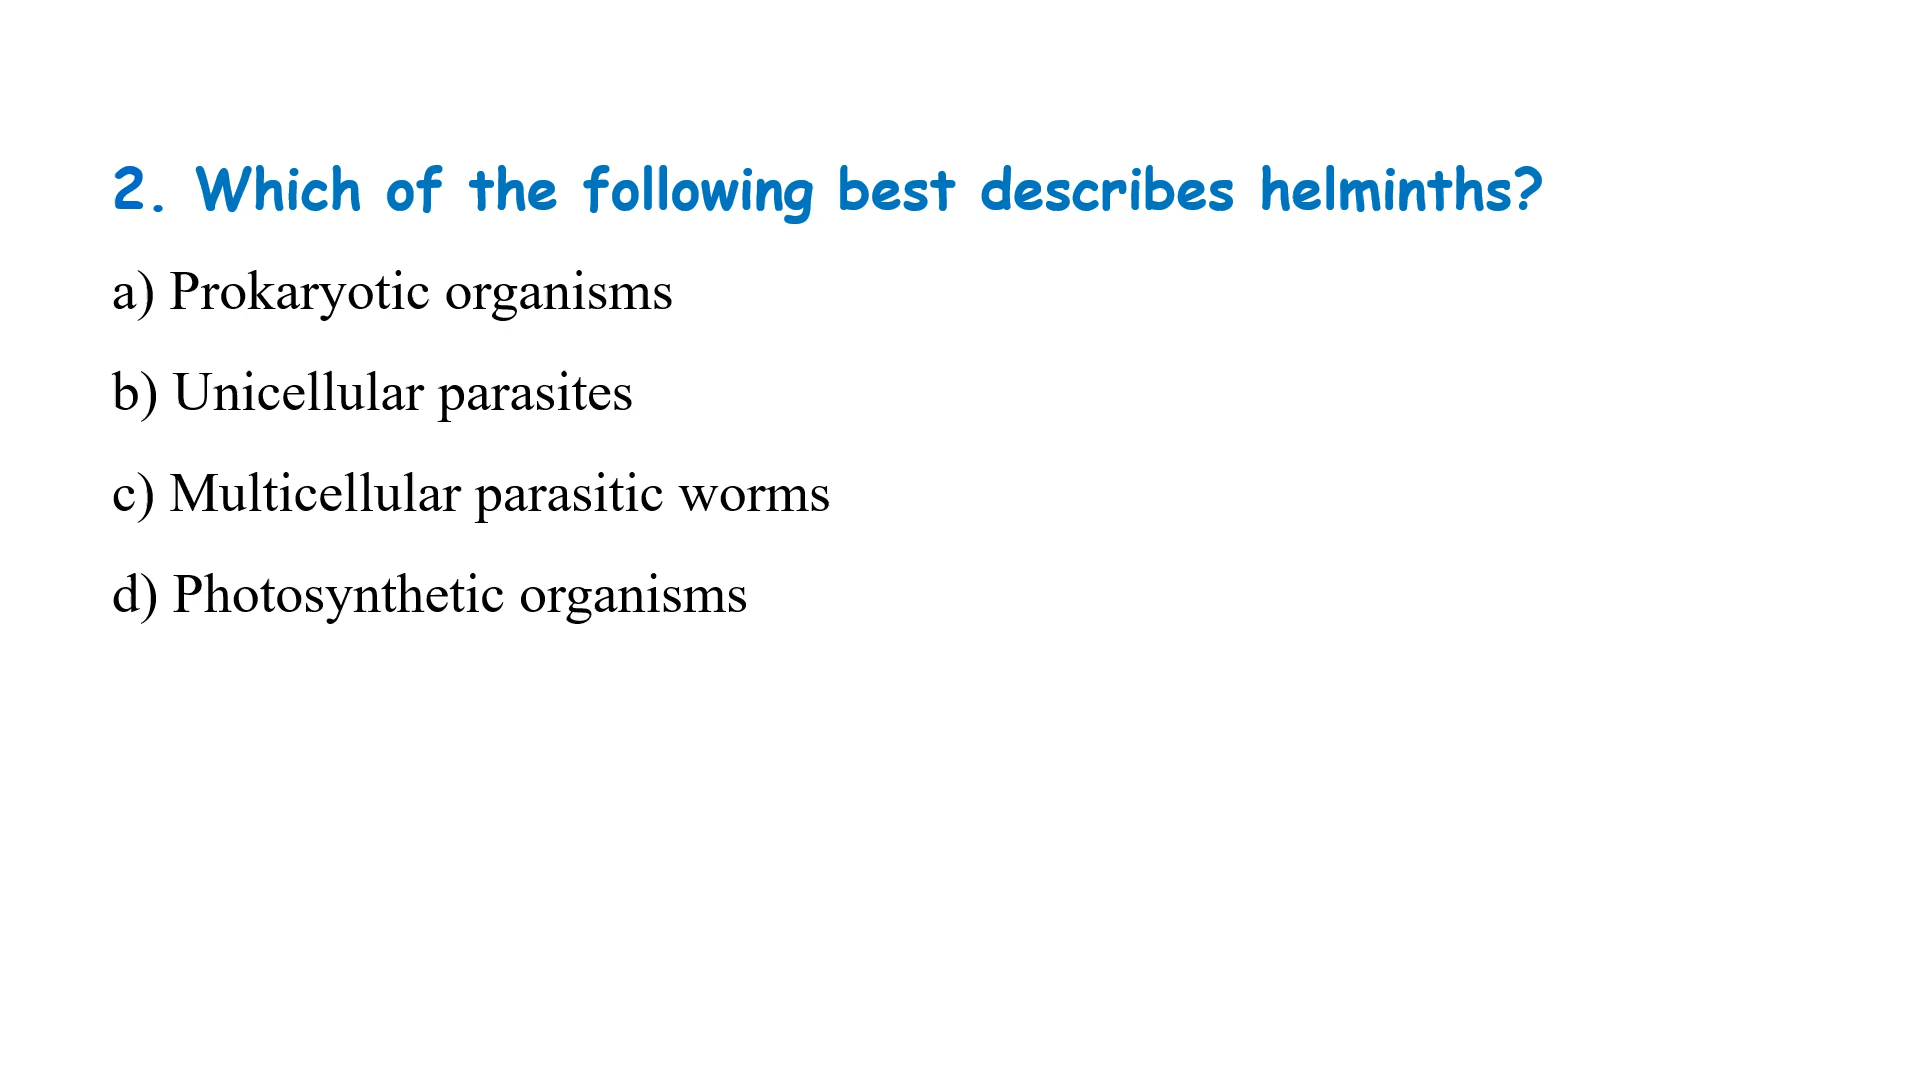 2. Which of the following best describes helminths?
a) Prokaryotic organisms
b) Unicellular parasites
c) Multicellular parasitic worms
d) Photosynthetic organisms